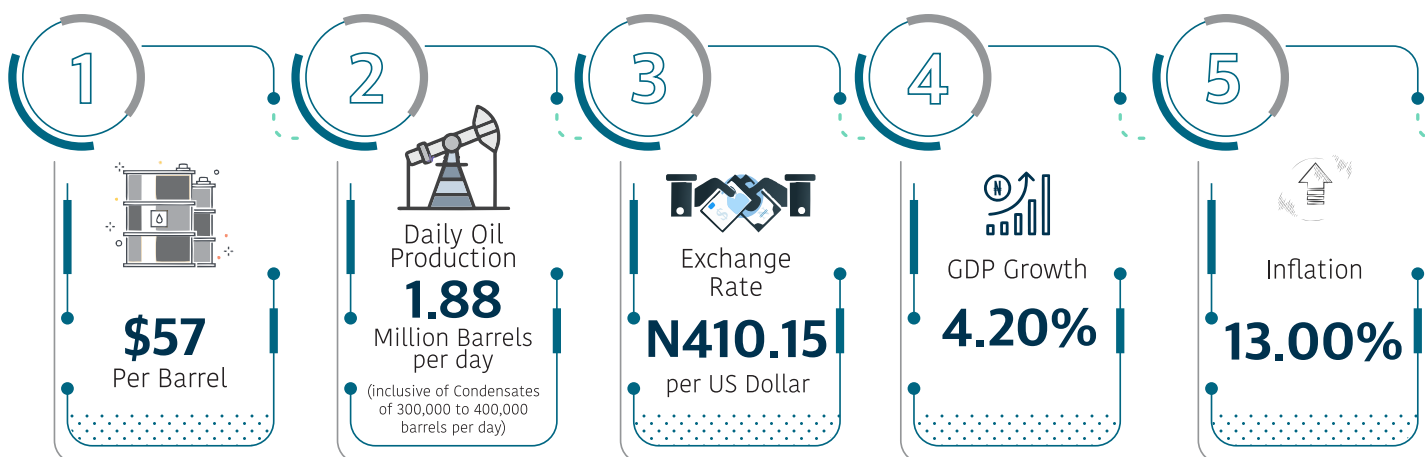 1
$57
Per Barrel
2
Daily Oil
Production
1.88
Million Barrels
per day
(inclusive of Condensates
of 300,000 to 400,000
barrels per day)
3
Exchange
Rate
N410.15
per US Dollar
4
GDP Growth
4.20%
5
Inflation
13.00%